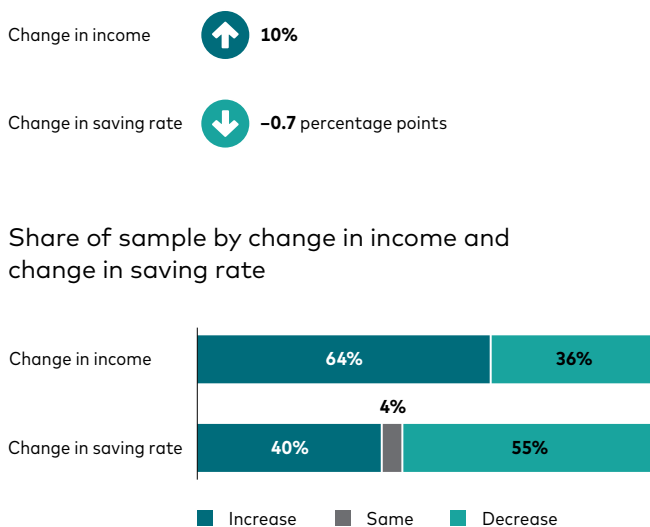 Change in income 10%
Change in saving rate –0.7 percentage points
Share of sample by change in income and
change in saving rate
Change in income 64% 36%
4%
Change in saving rate 40% 55%
Increase Same Decrease